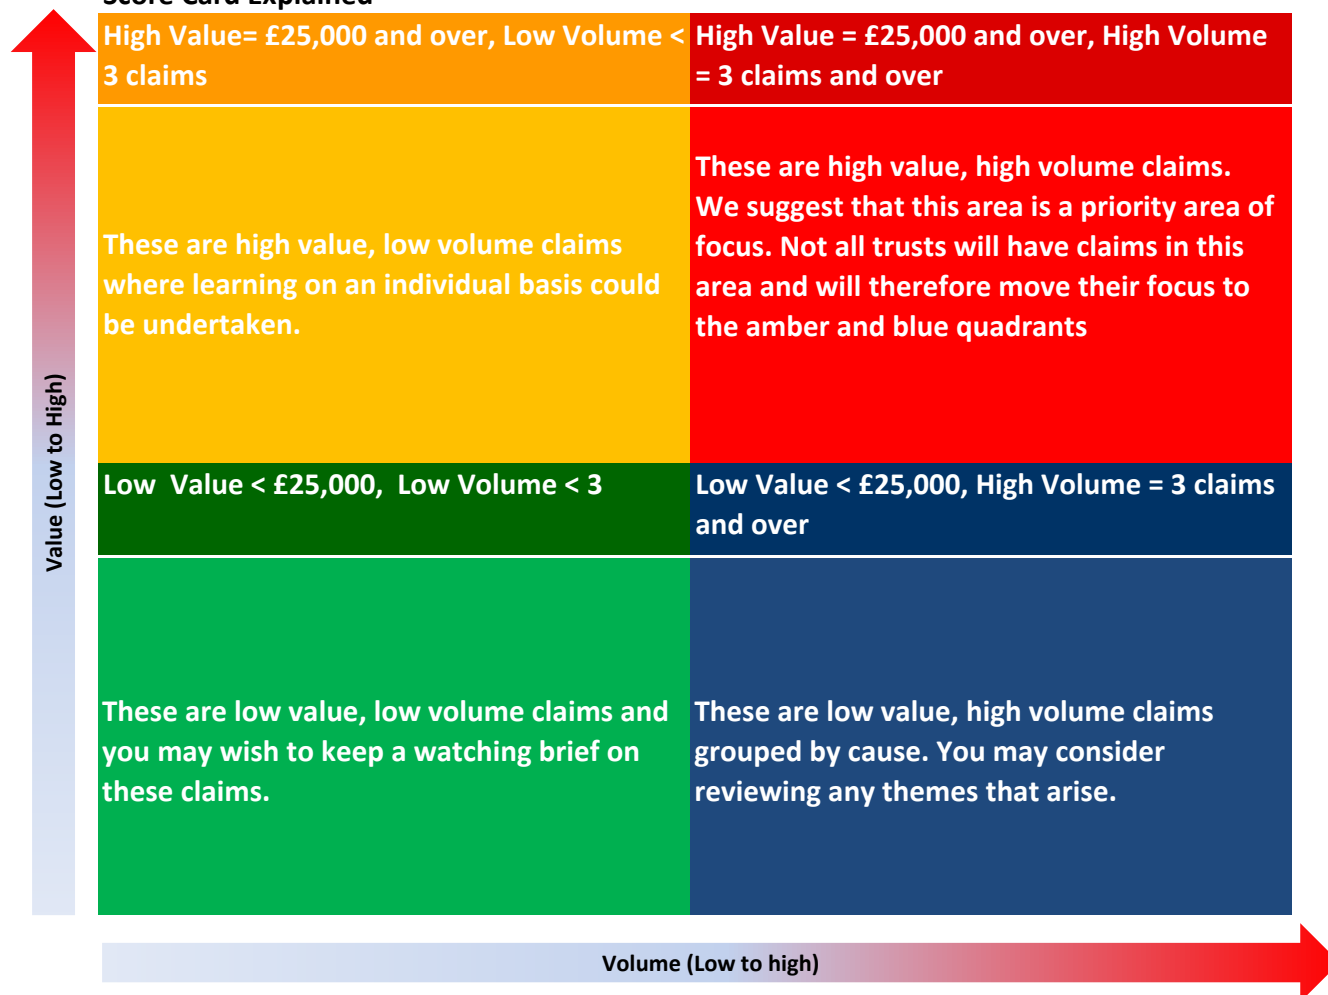 Score Card Explained
High Value= £25,000 and over, Low Volume <
3 claims
High Value = £25,000 and over, High Volume
= 3 claims and over
These are high value, low volume claims
where learning on an individual basis could
be undertaken.
These are high value, high volume claims.
We suggest that this area is a priority area of
focus. Not all trusts will have claims in this
area and will therefore move their focus to
the amber and blue quadrants
Value (Low to High)
Low  Value < £25,000,  Low Volume < 3
Low Value < £25,000, High Volume = 3 claims
and over
These are low value, low volume claims and
you may wish to keep a watching brief on
these claims.
These are low value, high volume claims
grouped by cause. You may consider
reviewing any themes that arise.
Volume (Low to high)